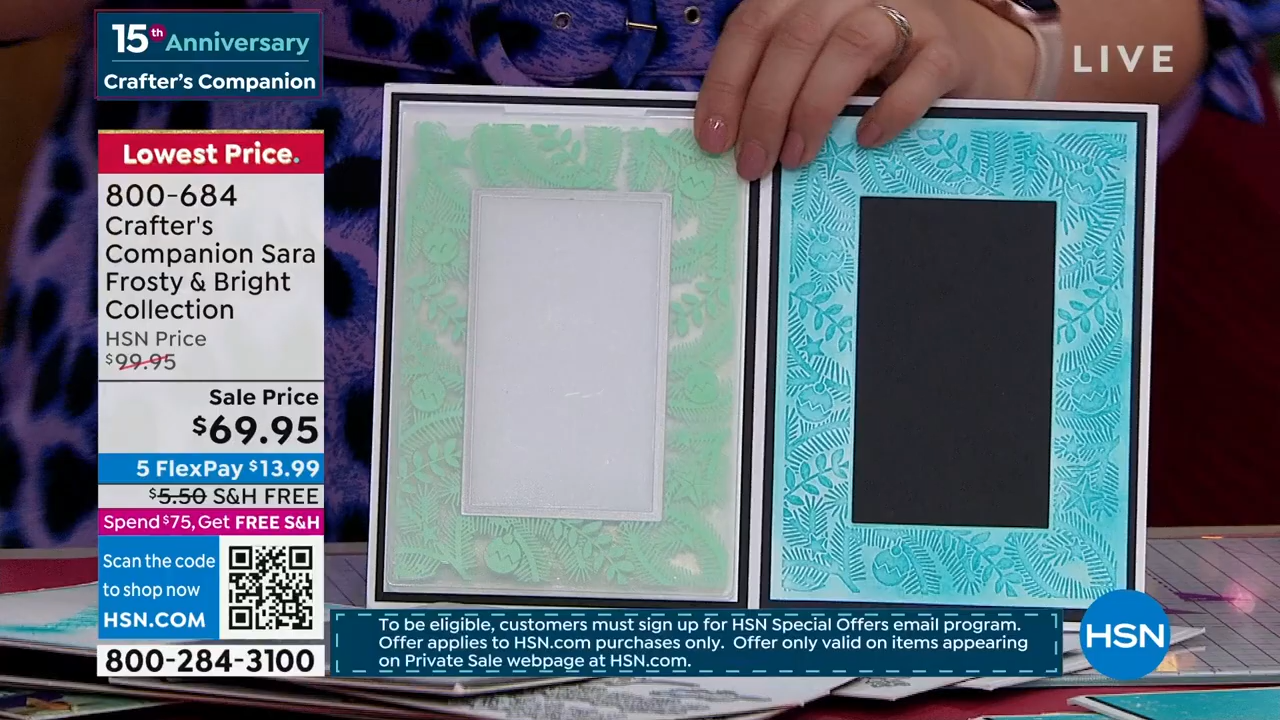 15th Anniversary
Crafter's Companion
LIVE
Lowest Price.
800-684
Crafter's
Companion Sara
Frosty & Bright
Collection
HSN Price
$99.95
Sale Price
$69.95
5 FlexPay $13.99
$5.50 S&H FREE
Spend $75, Get FREE S&H
Scan the code
to shop now
HSN.COM
800-284-3100
To be eligible, customers must sign up for HSN Special Offers email program.
Offer applies to HSN.com purchases only. Offer only valid on items appearing
on Private Sale webpage at HSN.com.
HSN